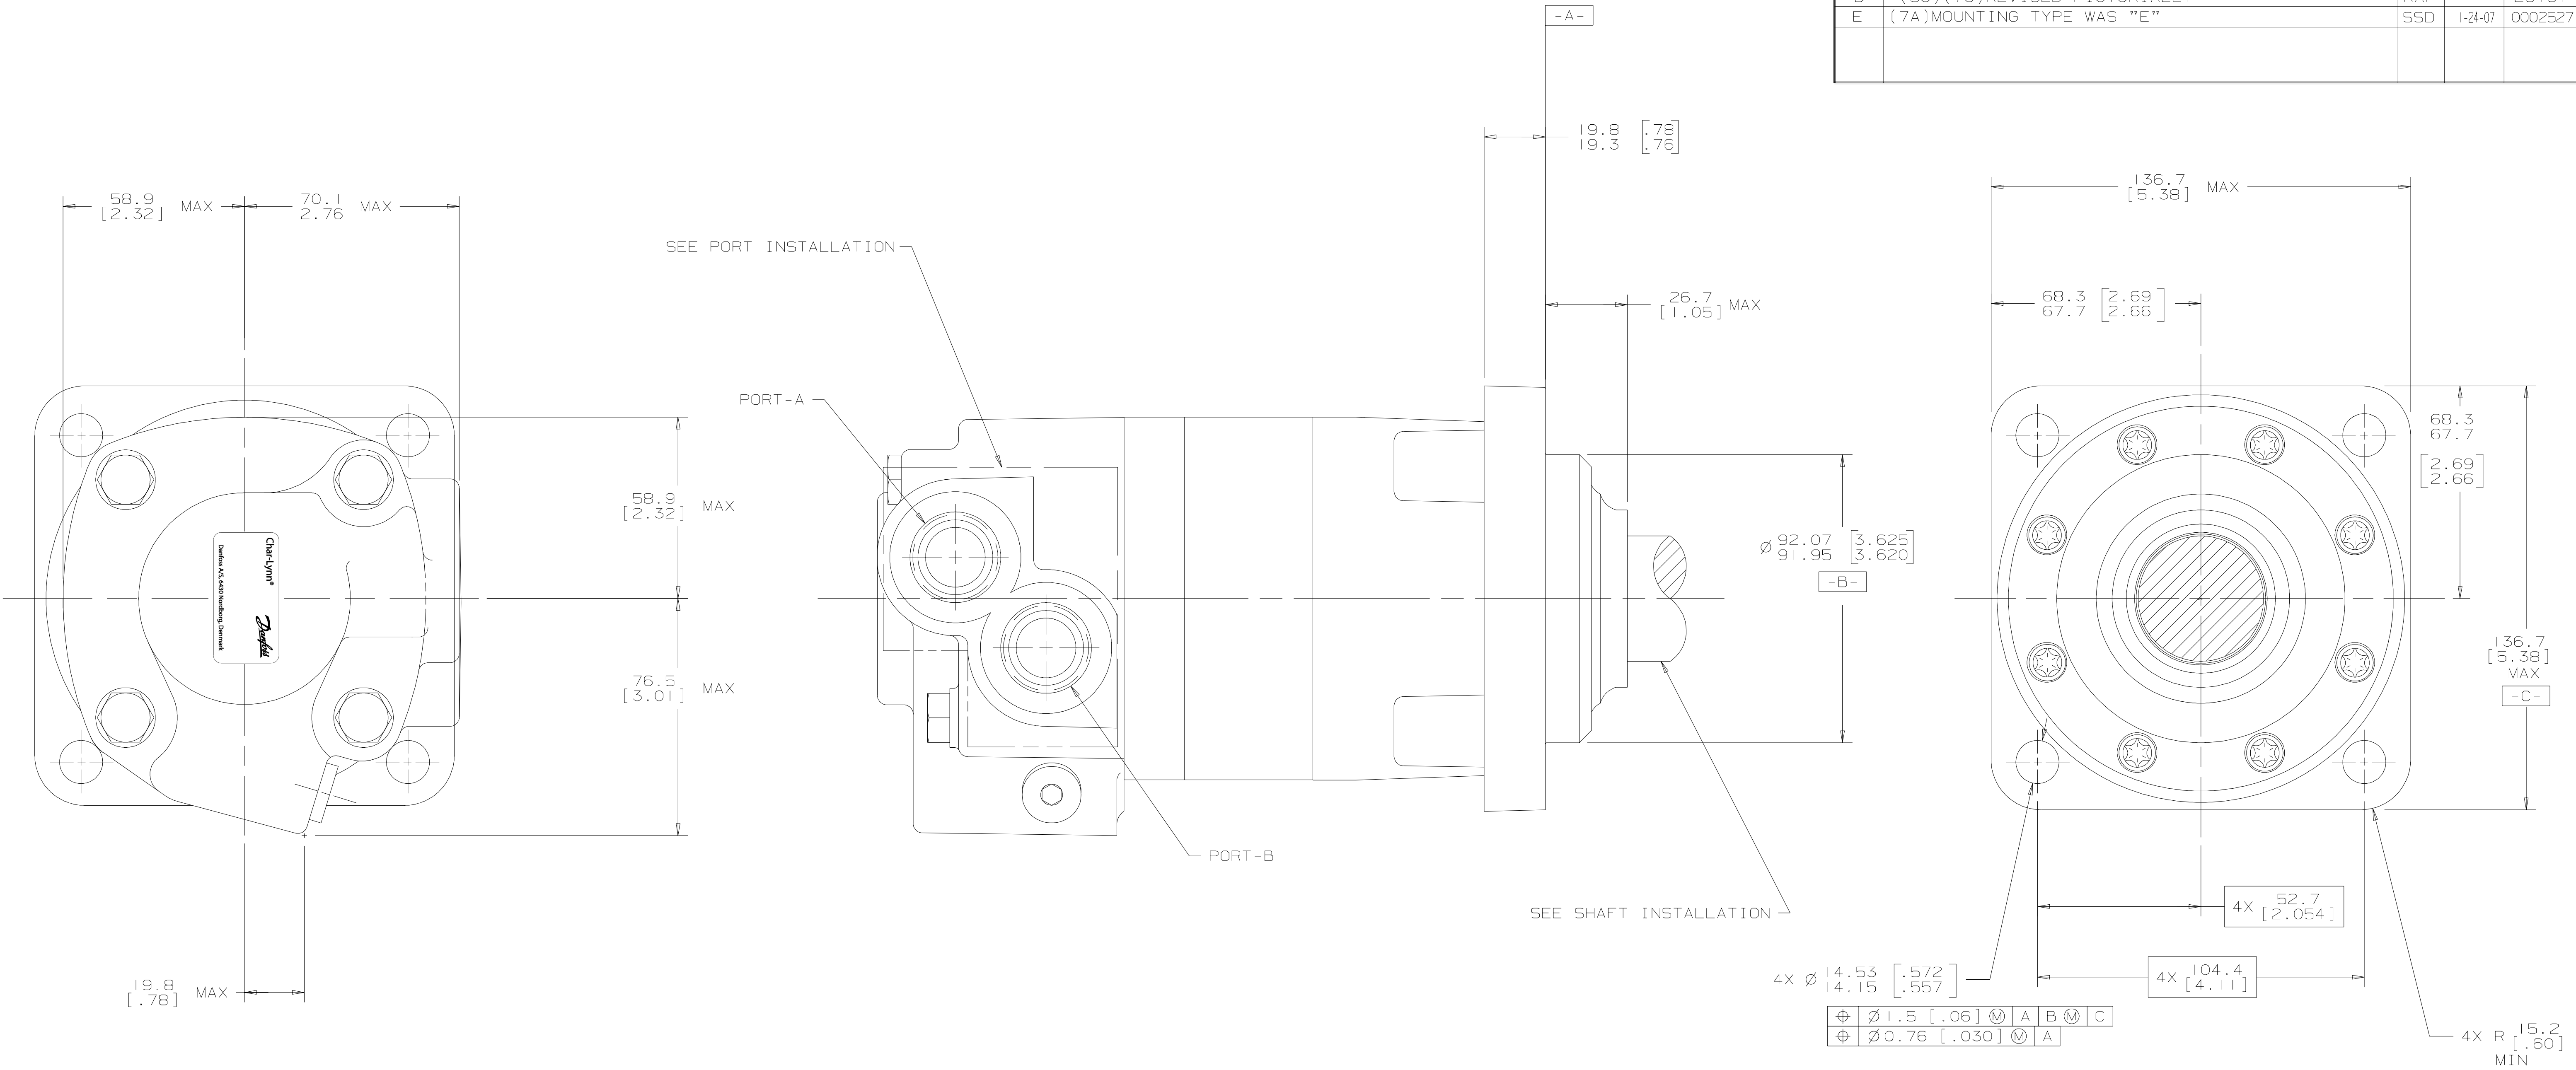 E (7A)MOUNTING TYPE WAS "E" SSD 1-24-07 0002527
-A-
19.8 [.78]
19.3 [.76]
58.9
[2.32] MAX
70.1
2.76 MAX
136.7
[5.38] MAX
SEE PORT INSTALLATION
26.7
[1.05] MAX
68.3 [2.69]
67.7 [2.66]
PORT-A
68.3
67.7
[2.69]
[2.66]
58.9
[2.32] MAX
Char-Lynn®
Danfoss
Danfoss A/S, 6430 Nordborg, Denmark
Ø 92.07 [3.625]
91.95 [3.620]
-B-
136.7
[5.38]
MAX
-C-
76.5
[3.01] MAX
PORT-B
SEE SHAFT INSTALLATION
4X 52.7
[2.054]
19.8
[.78] MAX
4X Ø 14.53 [.572]
14.15 [.557]
4X 104.4
[4.11]
⌖ Ø1.5 [.06] Ⓜ A B Ⓜ C
⌖ Ø0.76 [.030] Ⓜ A
4X R 15.2
[.60]
MIN